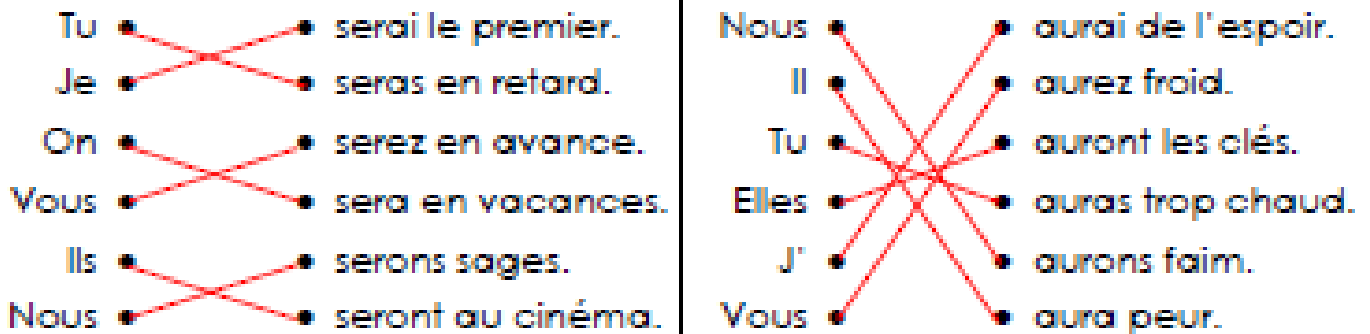 Tu serai le premier.
Je seras en retard.
On serez en avance.
Vous sera en vacances.
Ils serons sages.
Nous seront au cinéma.
Nous aurai de l'espoir.
Il aurez froid.
Tu auront les clés.
Elles auras trop chaud.
J' aurons faim.
Vous aura peur.